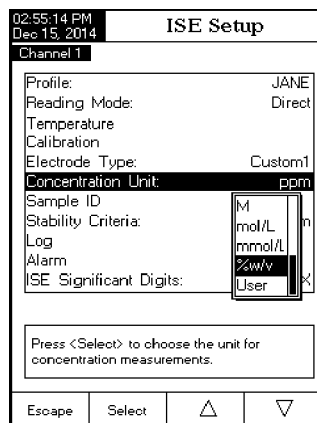 02:55:14 PM
Dec 15, 2014
ISE Setup
Channel 1
Profile: JANE
Reading Mode: Direct
Temperature
Calibration
Electrode Type: Custom1
Concentration Unit: ppm
Sample ID
M
Stability Criteria:
mol/L
Log
mmol/L
Alarm
%w/v
ISE Significant Digits:
User
Press <Select> to choose the unit for
concentration measurements.
Escape Select